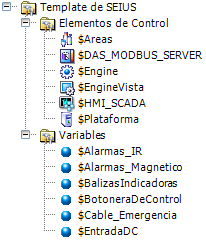 Template de SEIUS
Elementos de Control
$Areas
$DAS_MODBUS_SERVER
$Engine
$EngineVista
$HMI_SCADA
$Plataforma
Variables
$Alarmas_IR
$Alarmas_Magnetico
$BalizasIndicadoras
$BotoneraDeControl
$Cable_Emergencia
$EntradaDC